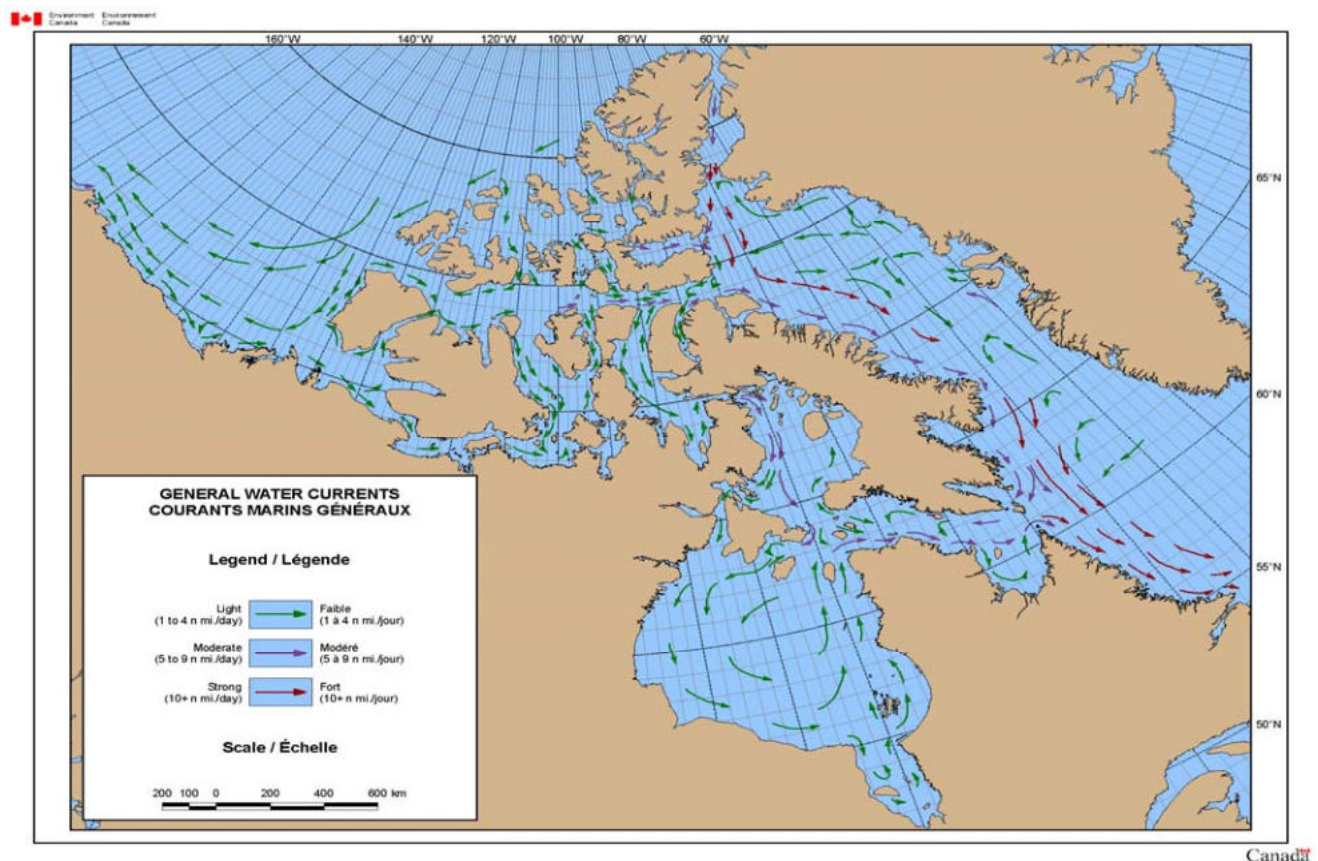 Environment Environnement
Canada Canada
160°W 140°W 120°W 100°W 80°W 60°W
65°N
60°N
55°N
50°N
GENERAL WATER CURRENTS
COURANTS MARINS GÉNÉRAUX
Legend / Légende
Light Faible
(1 to 4 n mi./day) (1 à 4 n mi./jour)
Moderate Modéré
(5 to 9 n mi./day) (5 à 9 n mi./jour)
Strong Fort
(10+ n mi./day) (10+ n mi./jour)
Scale / Échelle
200 100 0 200 400 600 km
Canada